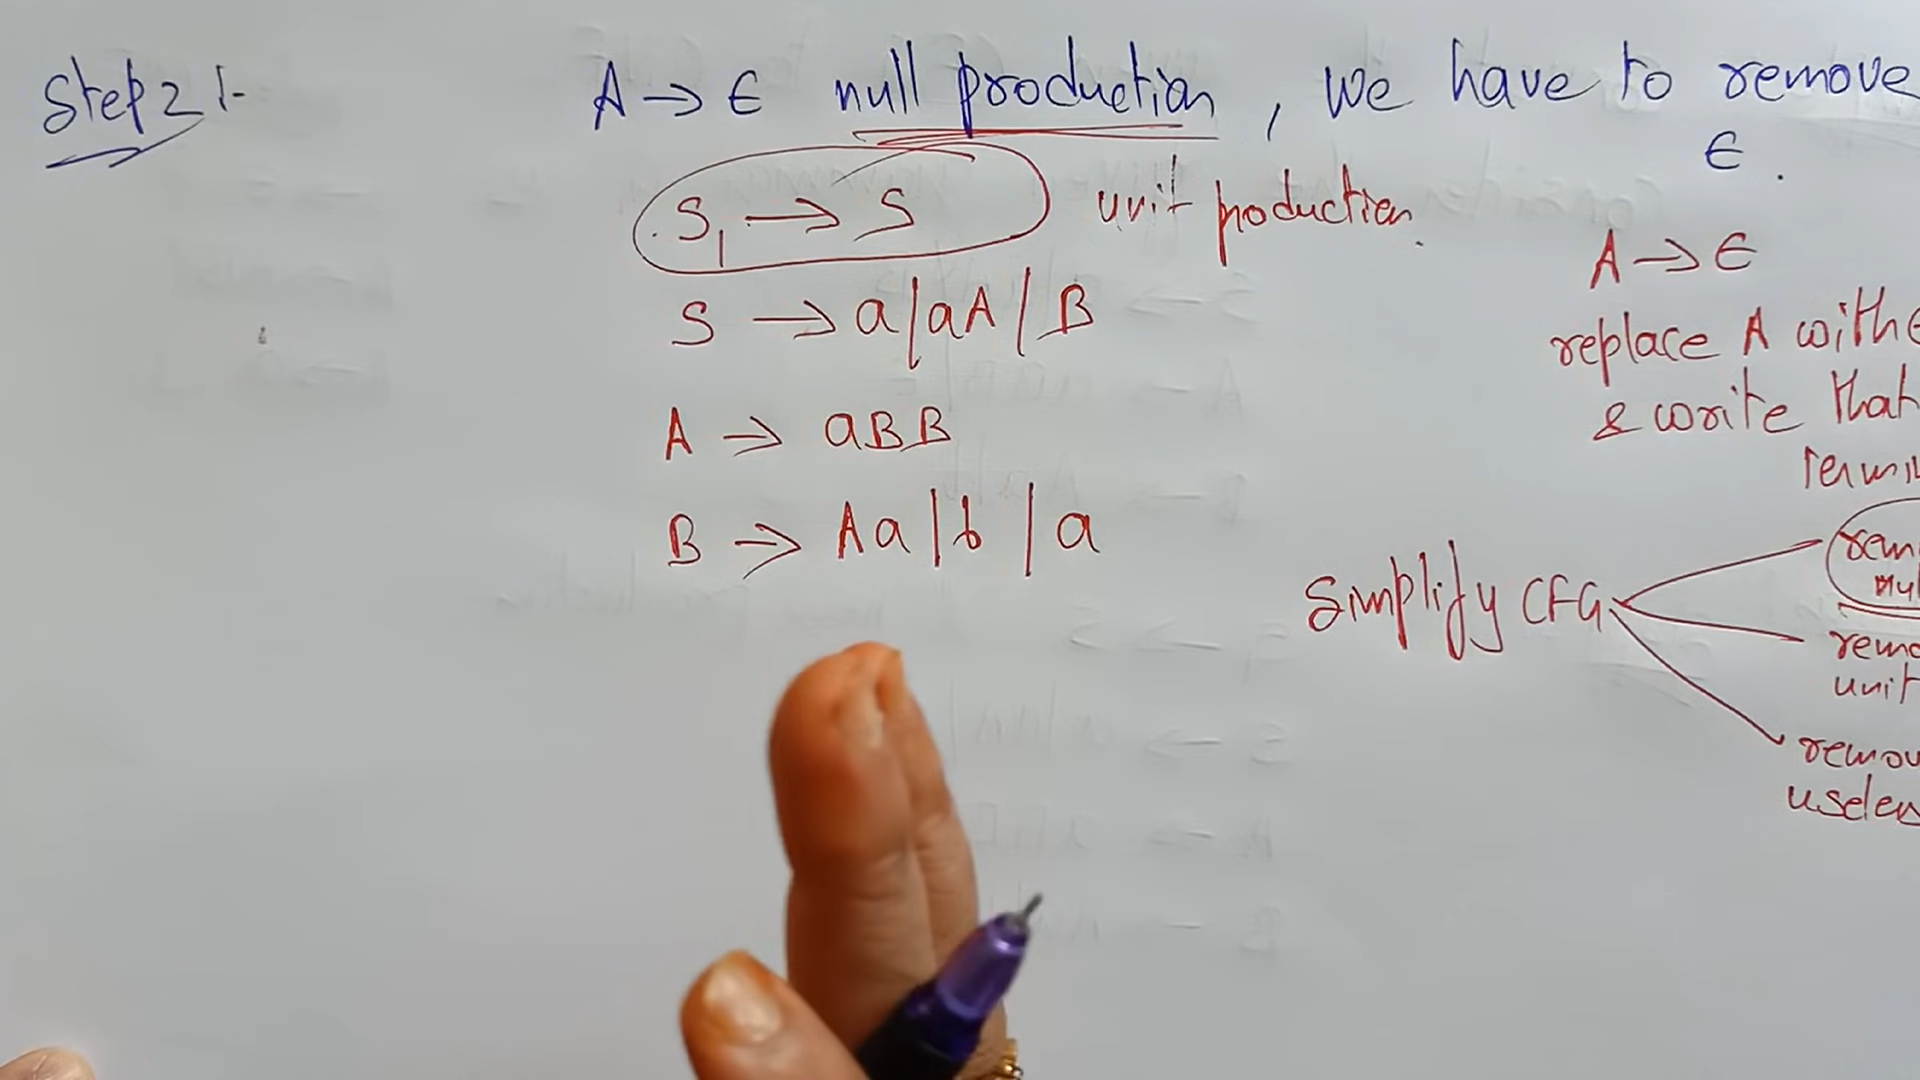 Step 2 :-
A → ϵ null production, We have to remove
ϵ.
S₁ → S unit production.
S → a/aA/B
A → aBB
B → Aa|b|a
A → ϵ
replace A with ϵ
& write that
Simplify CFG
unit